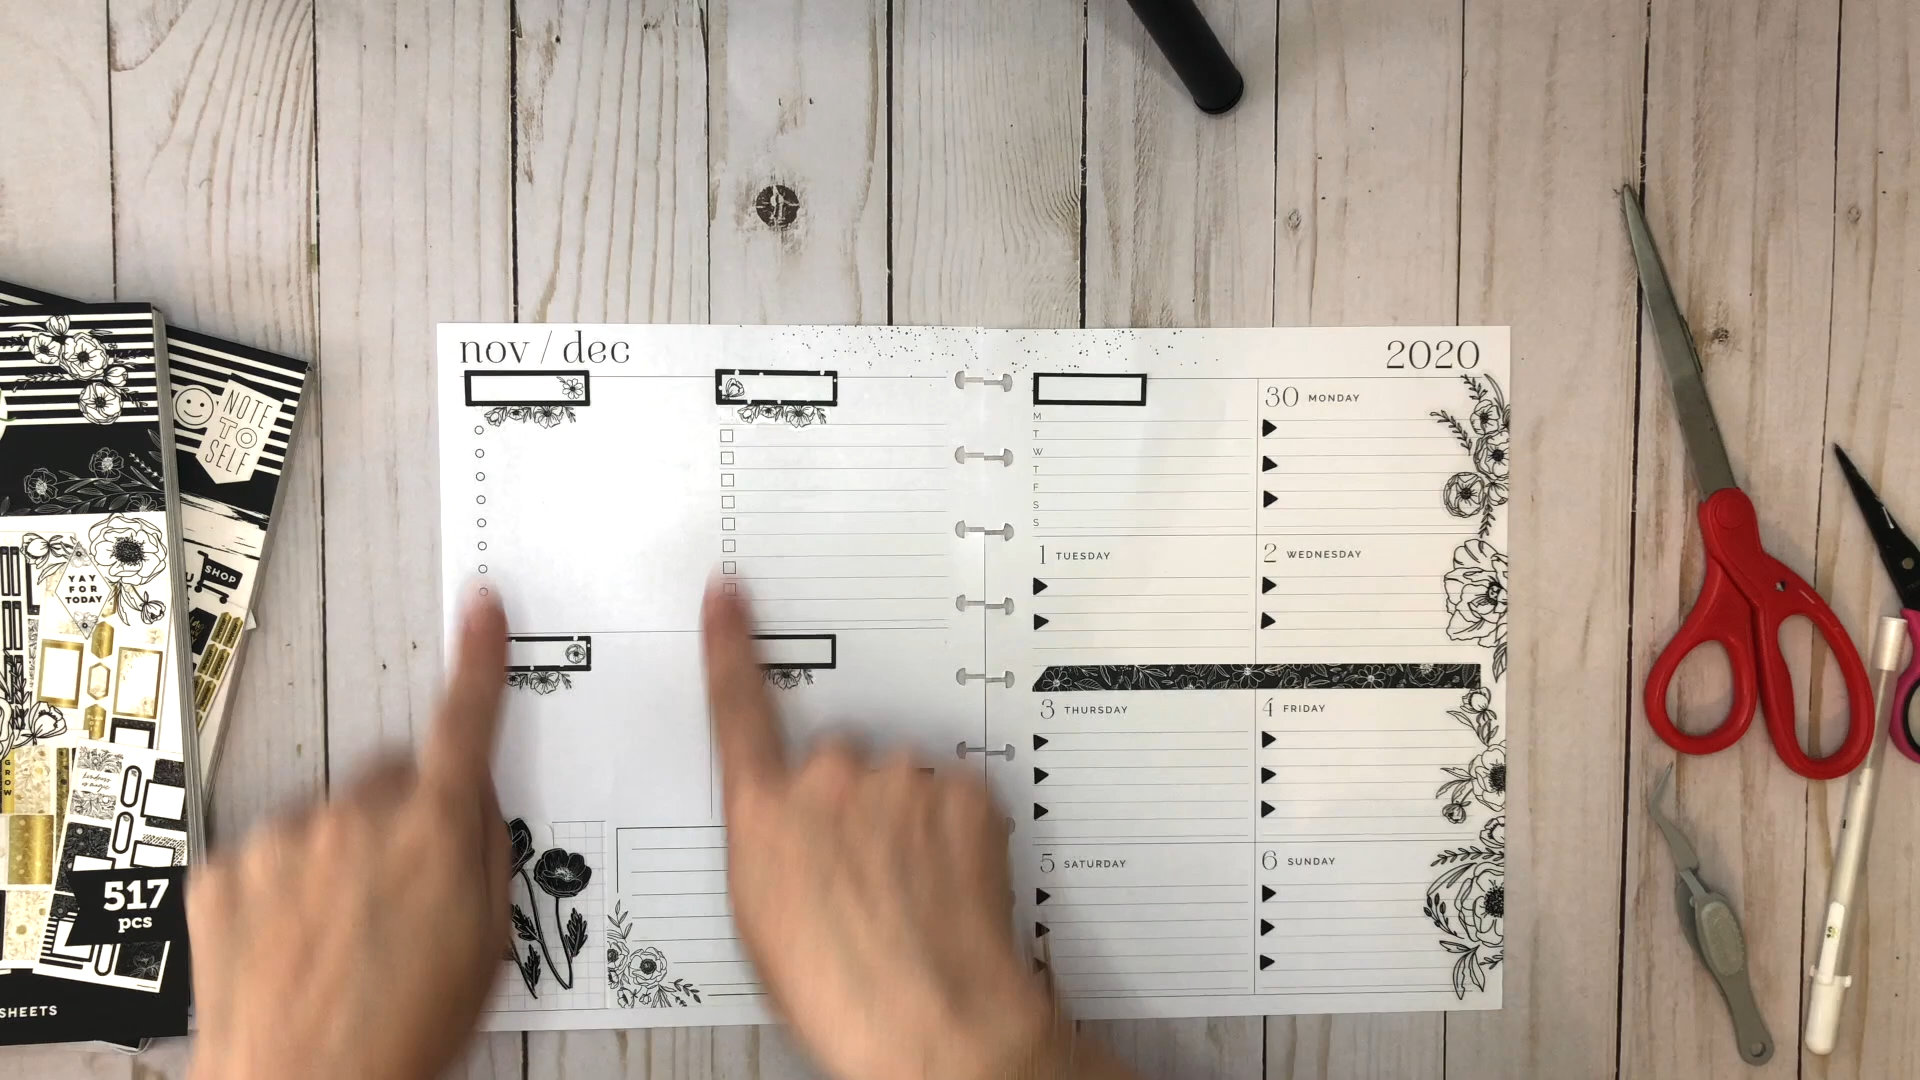 nov / dec
2020
M
T
W
T
F
S
S
30 MONDAY
1 TUESDAY
2 WEDNESDAY
3 THURSDAY
4 FRIDAY
5 SATURDAY
6 SUNDAY
NOTE
TO
SELF
SHOP
YAY
FOR
TODAY
GROW
517
pcs
SHEETS